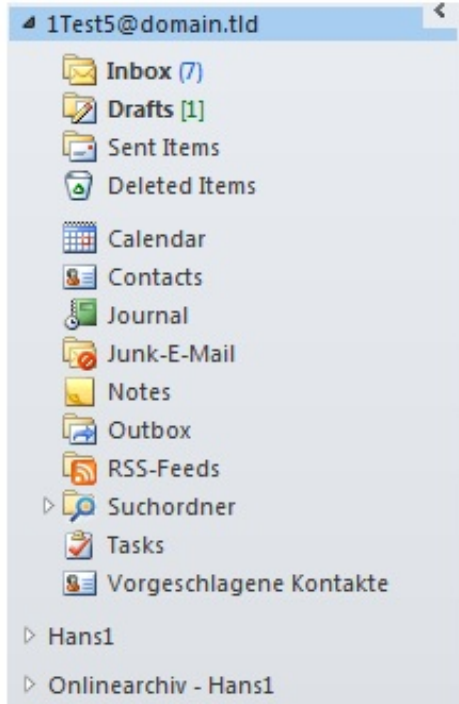 1Test5@domain.tld
Inbox (7)
Drafts [1]
Sent Items
Deleted Items
Calendar
Contacts
Journal
Junk-E-Mail
Notes
Outbox
RSS-Feeds
Suchordner
Tasks
Vorgeschlagene Kontakte
Hans1
Onlinearchiv - Hans1